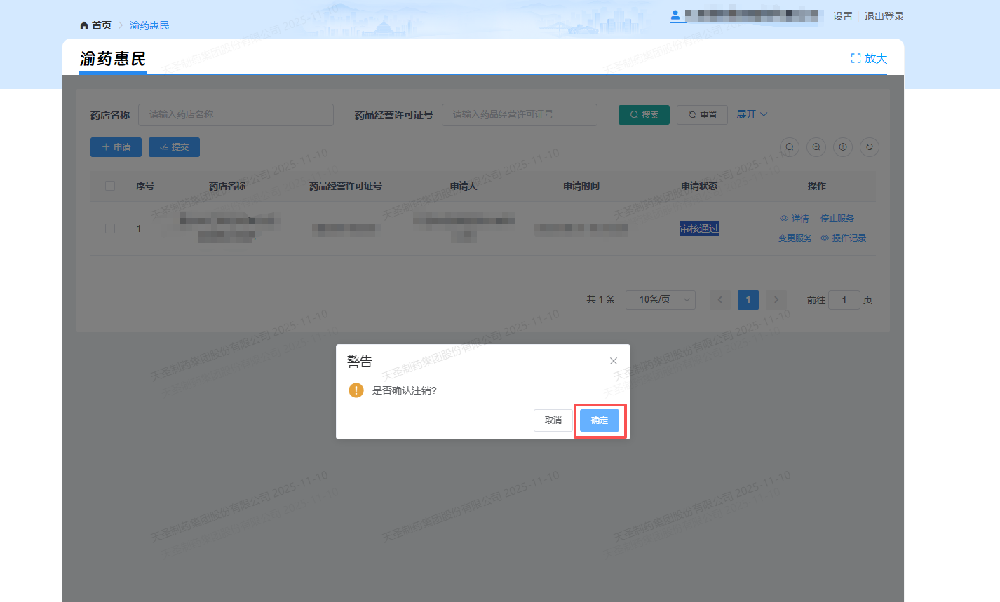 首页
渝药惠民
设置
退出登录
渝药惠民
放大
药店名称
请输入药店名称
药品经营许可证号
请输入药品经营许可证号
搜索
重置
展开
申请
提交
序号
药店名称
药品经营许可证号
申请人
申请时间
申请状态
操作
1
审核通过
详情
停止服务
变更服务
操作记录
共 1 条
10条/页
1
前往
1
页
警告
是否确认注销?
取消
确定
天圣制药集团股份有限公司 2025-11-10